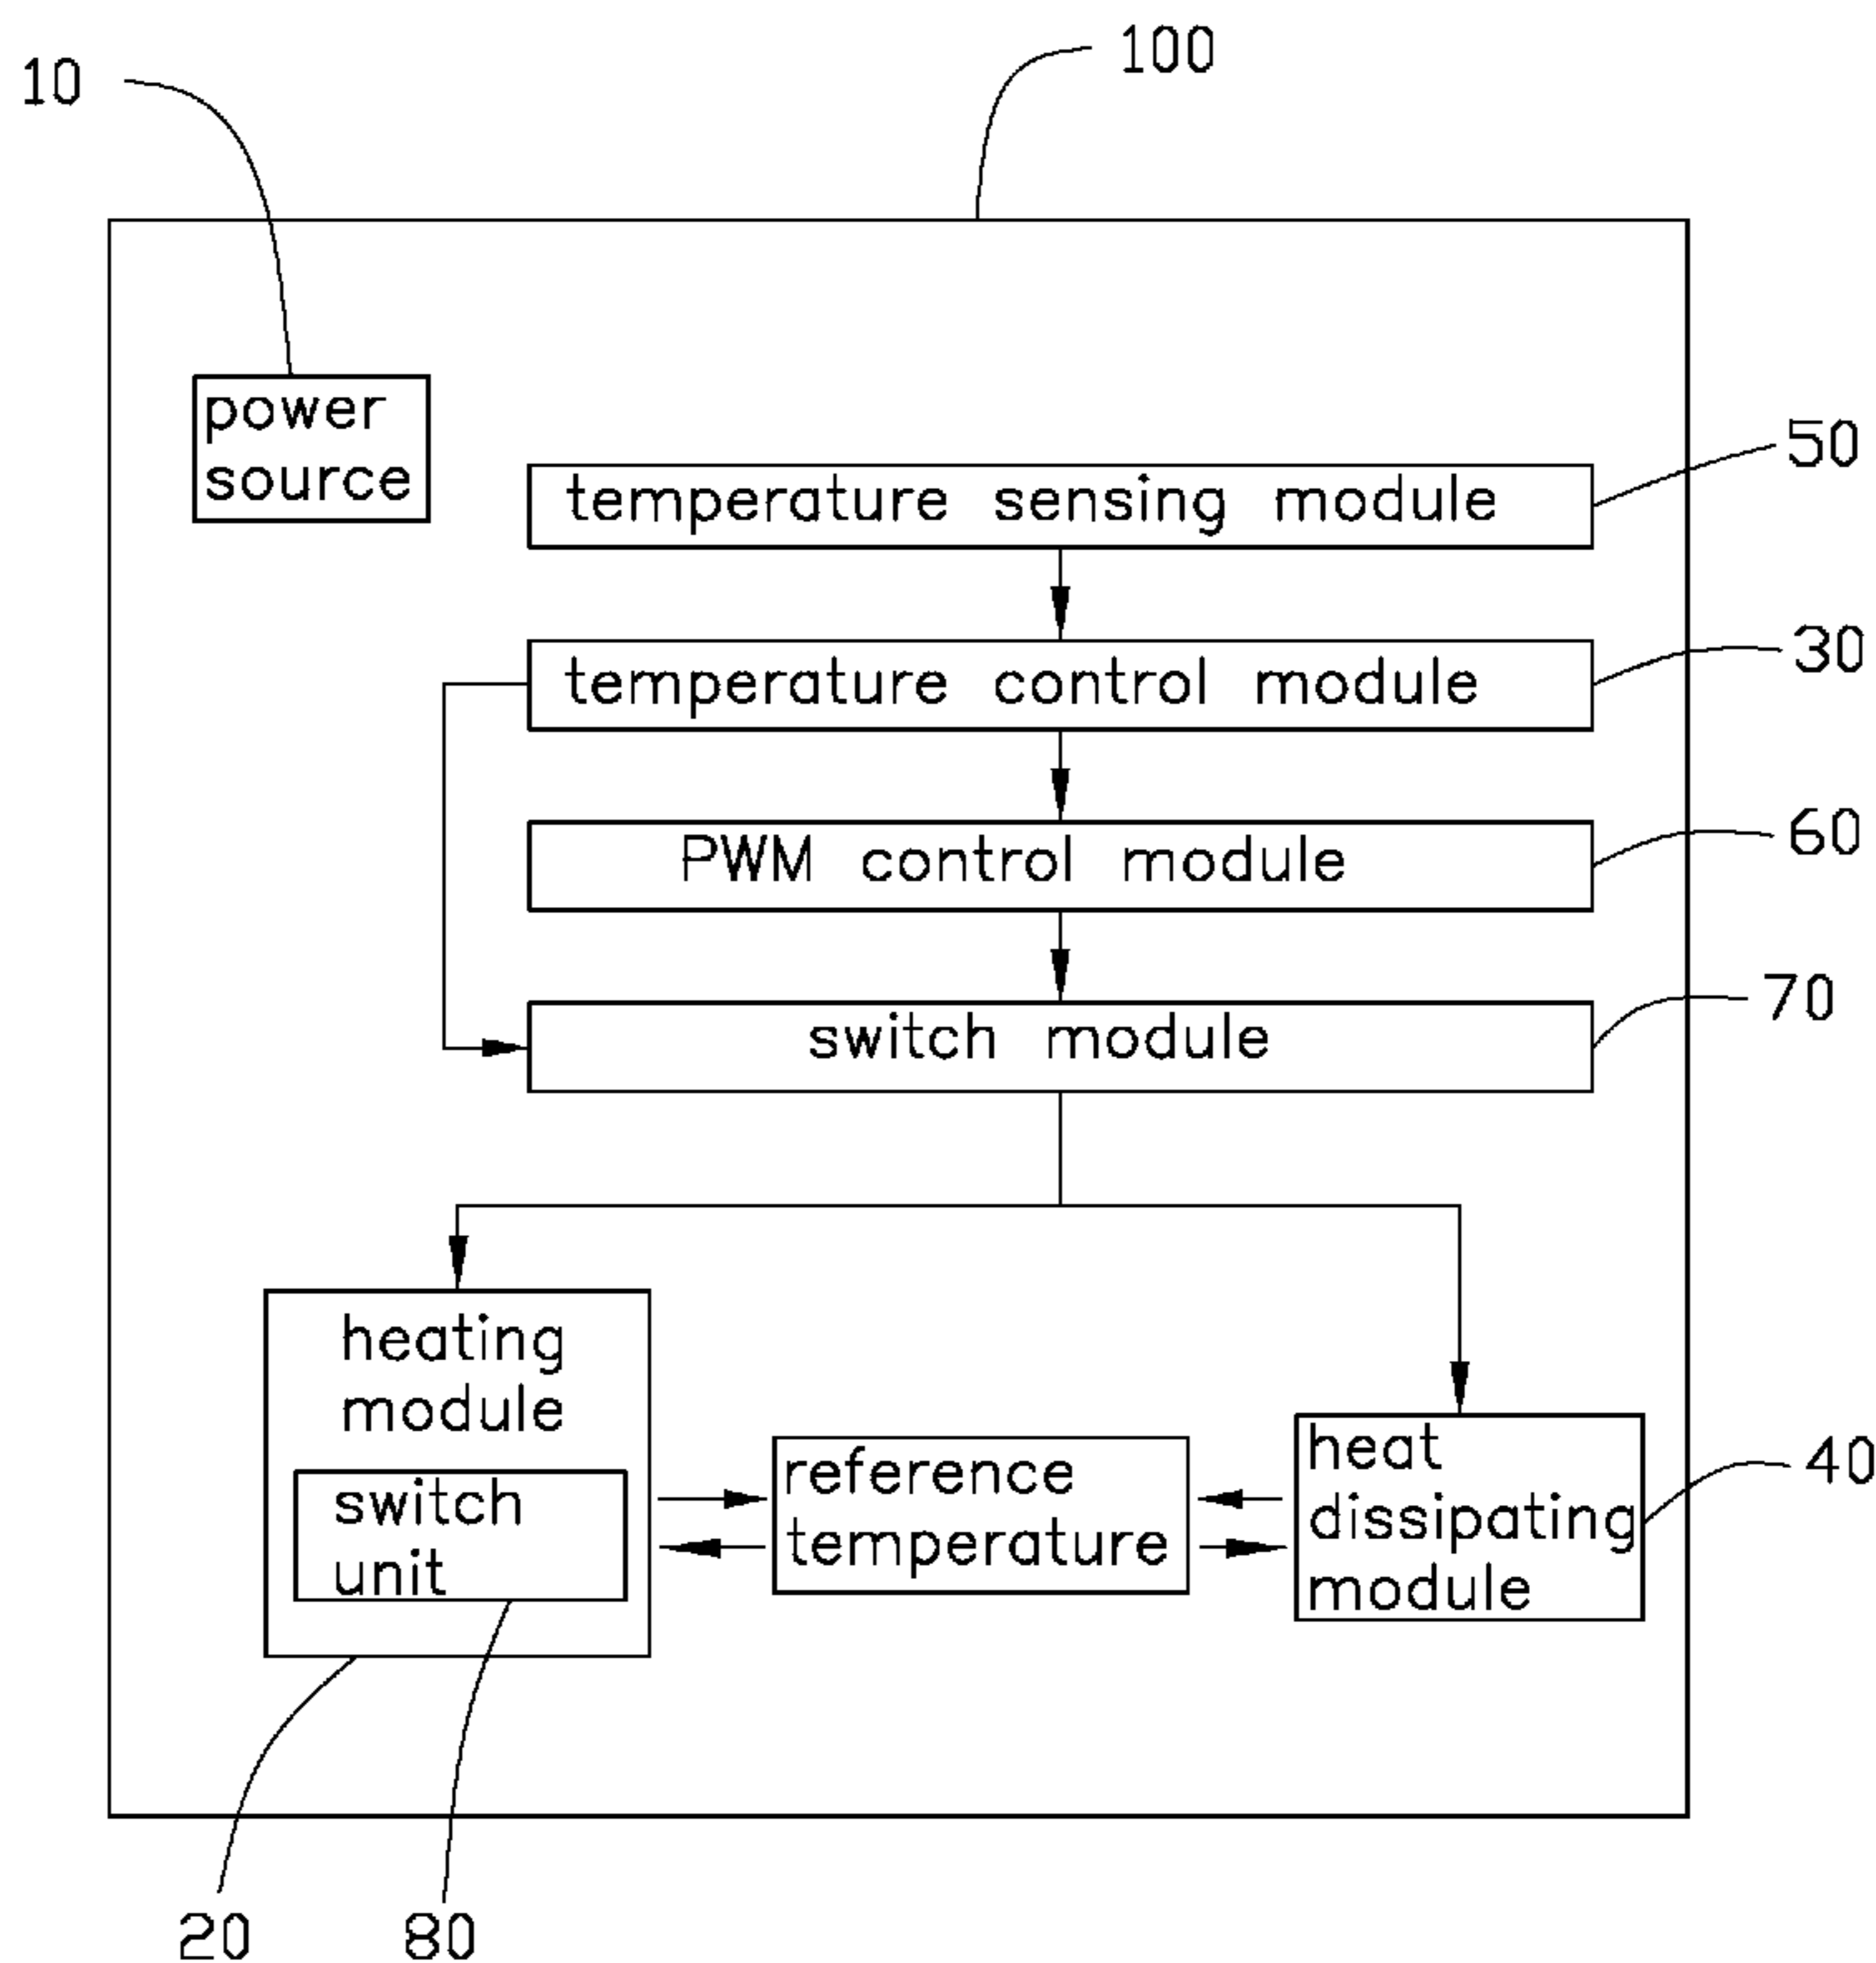 100
10
power
source
50
temperature sensing module
30
temperature control module
60
PWM control module
70
switch module
heating
module
switch
unit
reference
temperature
heat
dissipating
module
40
20
80